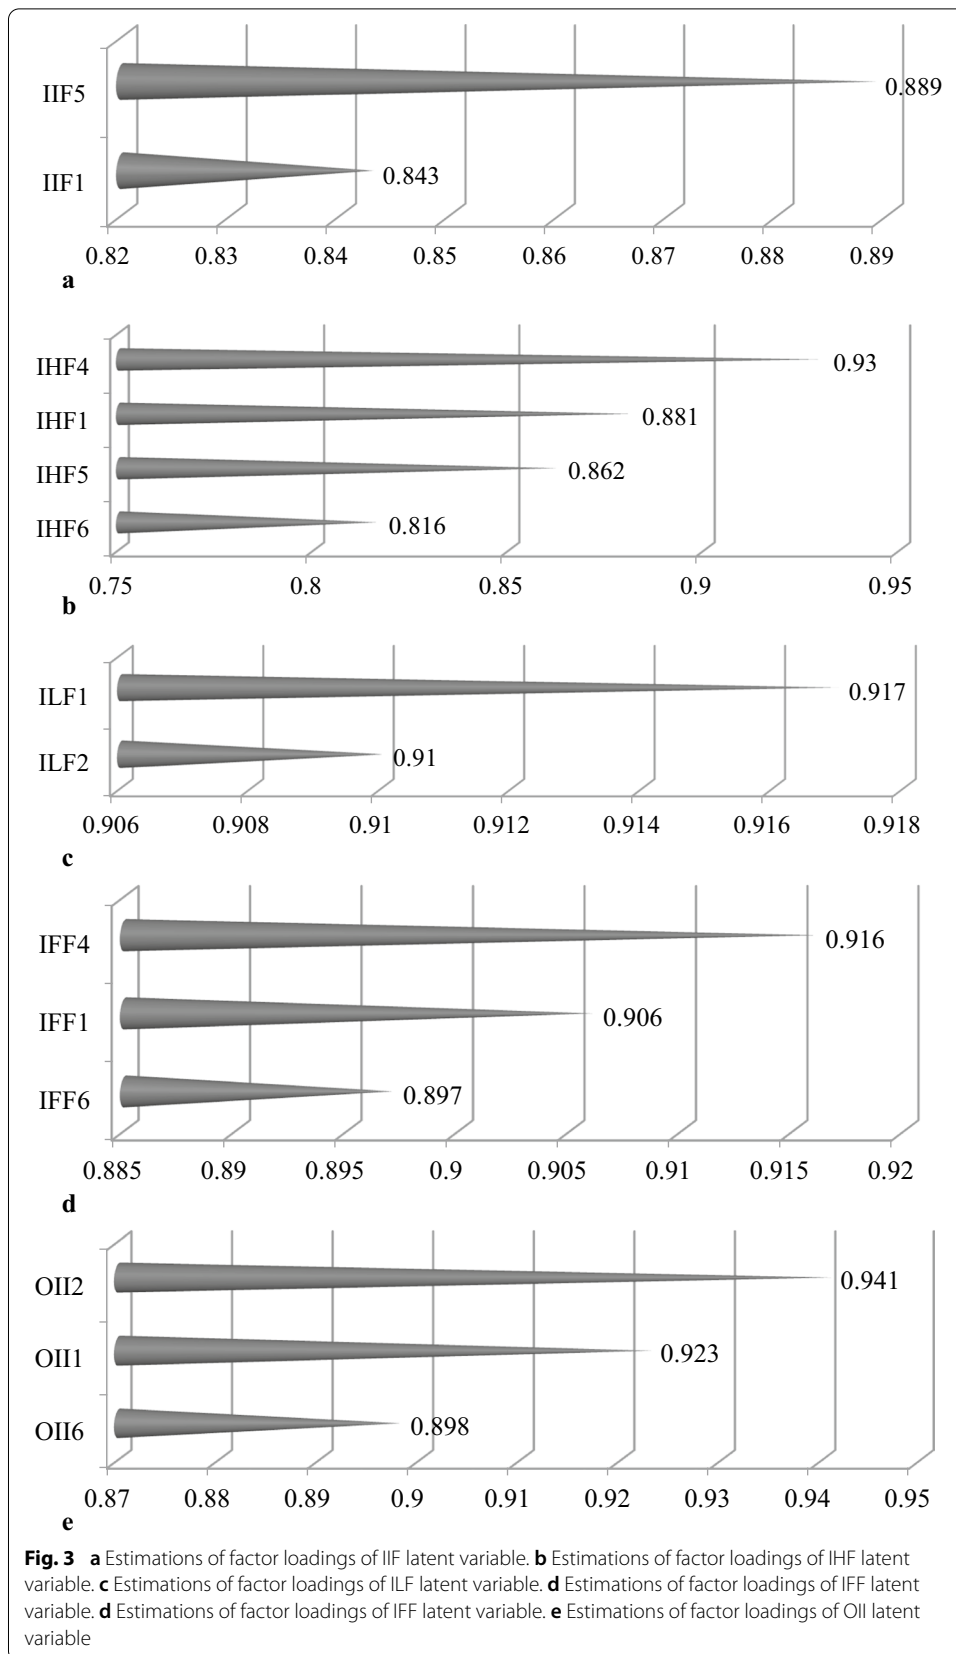 IIF5
0.889
IIF1
0.843
0.82 0.83 0.84 0.85 0.86 0.87 0.88 0.89
a
IHF4
0.93
IHF1
0.881
IHF5
0.862
IHF6
0.816
0.75 0.8 0.85 0.9 0.95
b
ILF1
0.917
ILF2
0.91
0.906 0.908 0.91 0.912 0.914 0.916 0.918
c
IFF4
0.916
IFF1
0.906
IFF6
0.897
0.885 0.89 0.895 0.9 0.905 0.91 0.915 0.92
d
OII2
0.941
OII1
0.923
OII6
0.898
0.87 0.88 0.89 0.9 0.91 0.92 0.93 0.94 0.95
e
Fig. 3 a Estimations of factor loadings of IIF latent variable. b Estimations of factor loadings of IHF latent
variable. c Estimations of factor loadings of ILF latent variable. d Estimations of factor loadings of IFF latent
variable. d Estimations of factor loadings of IFF latent variable. e Estimations of factor loadings of OII latent
variable